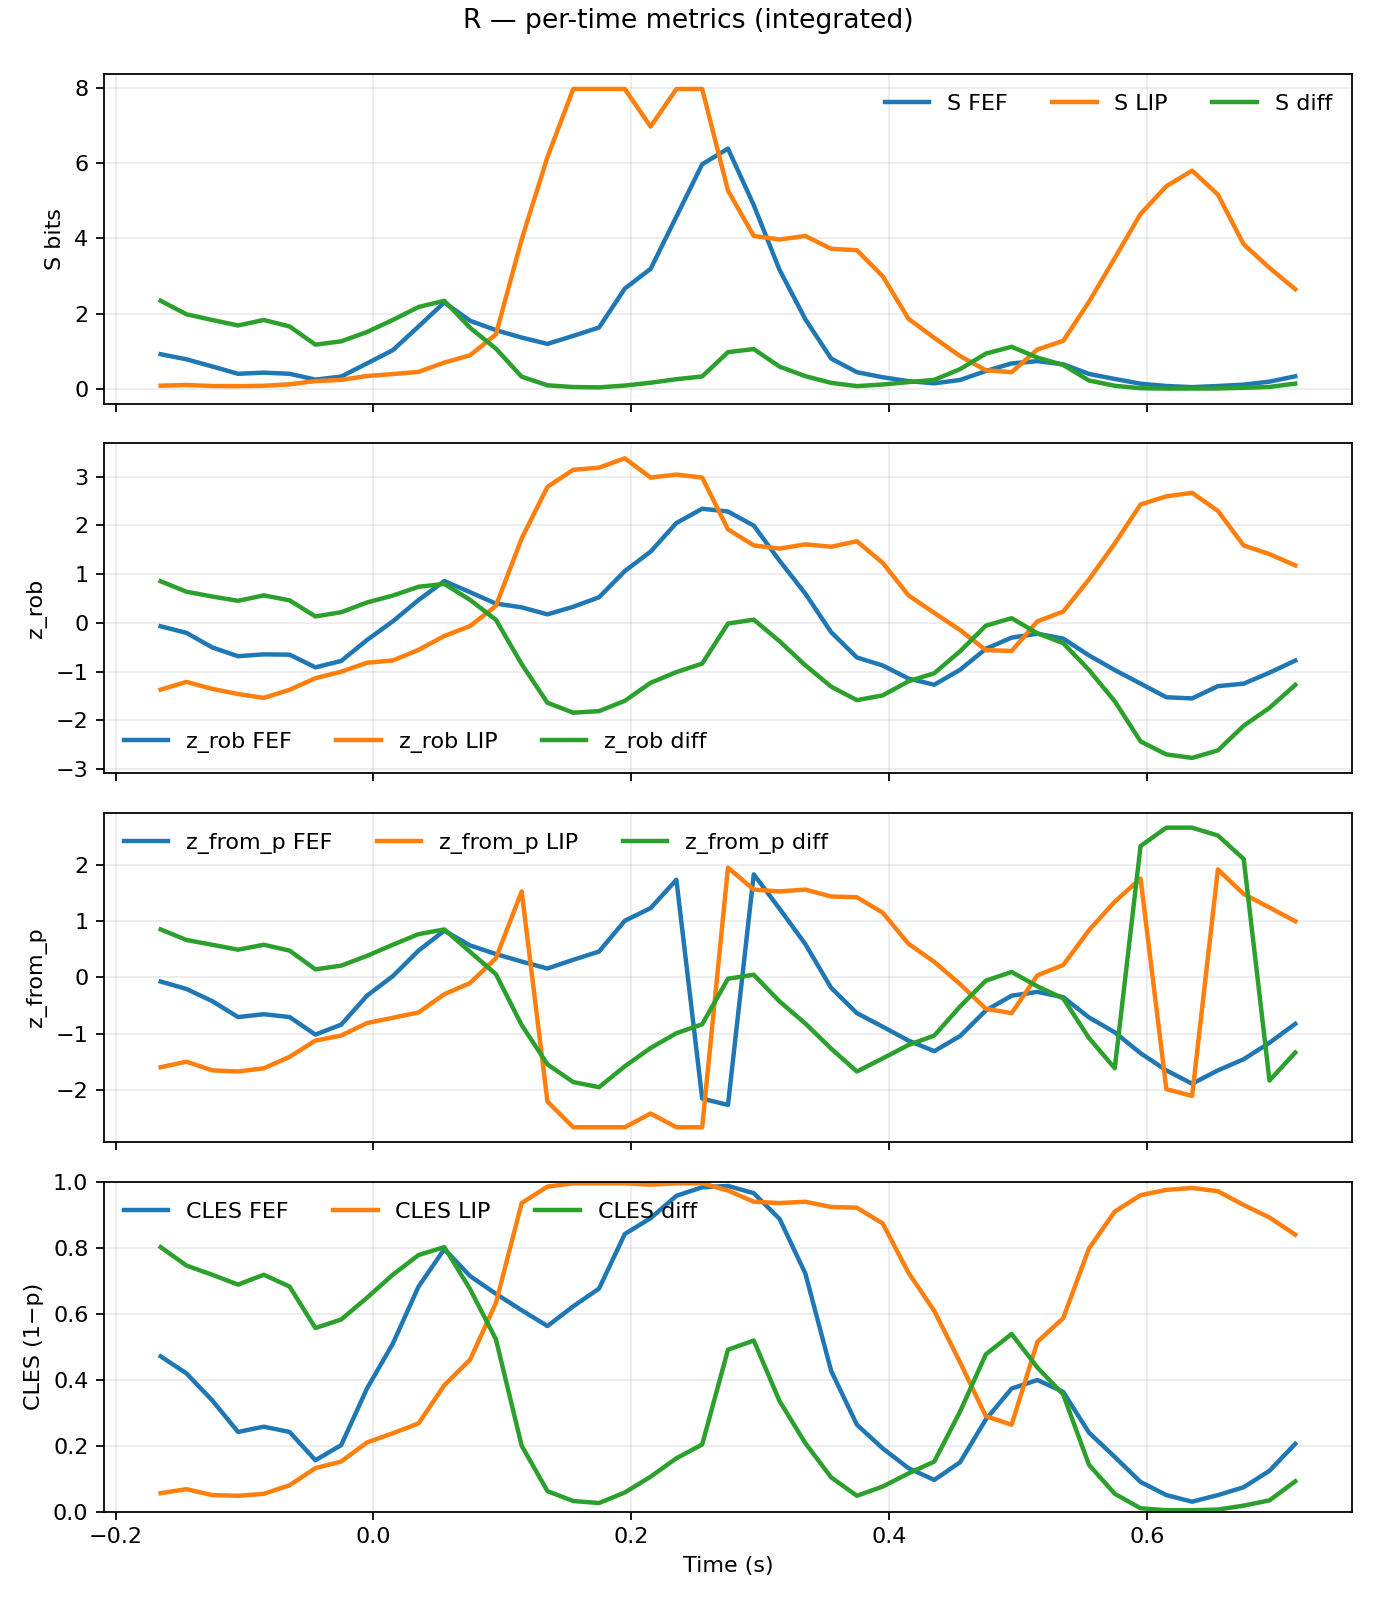 R — per-time metrics (integrated)
8
6
4
2
0
S bits
S FEF S LIP S diff
3
2
1
0
−1
−2
−3
z_rob
z_rob FEF z_rob LIP z_rob diff
2
1
0
−1
−2
z_from_p
z_from_p FEF z_from_p LIP z_from_p diff
1.0
0.8
0.6
0.4
0.2
0.0
CLES (1−p)
CLES FEF CLES LIP CLES diff
−0.2 0.0 0.2 0.4 0.6
Time (s)